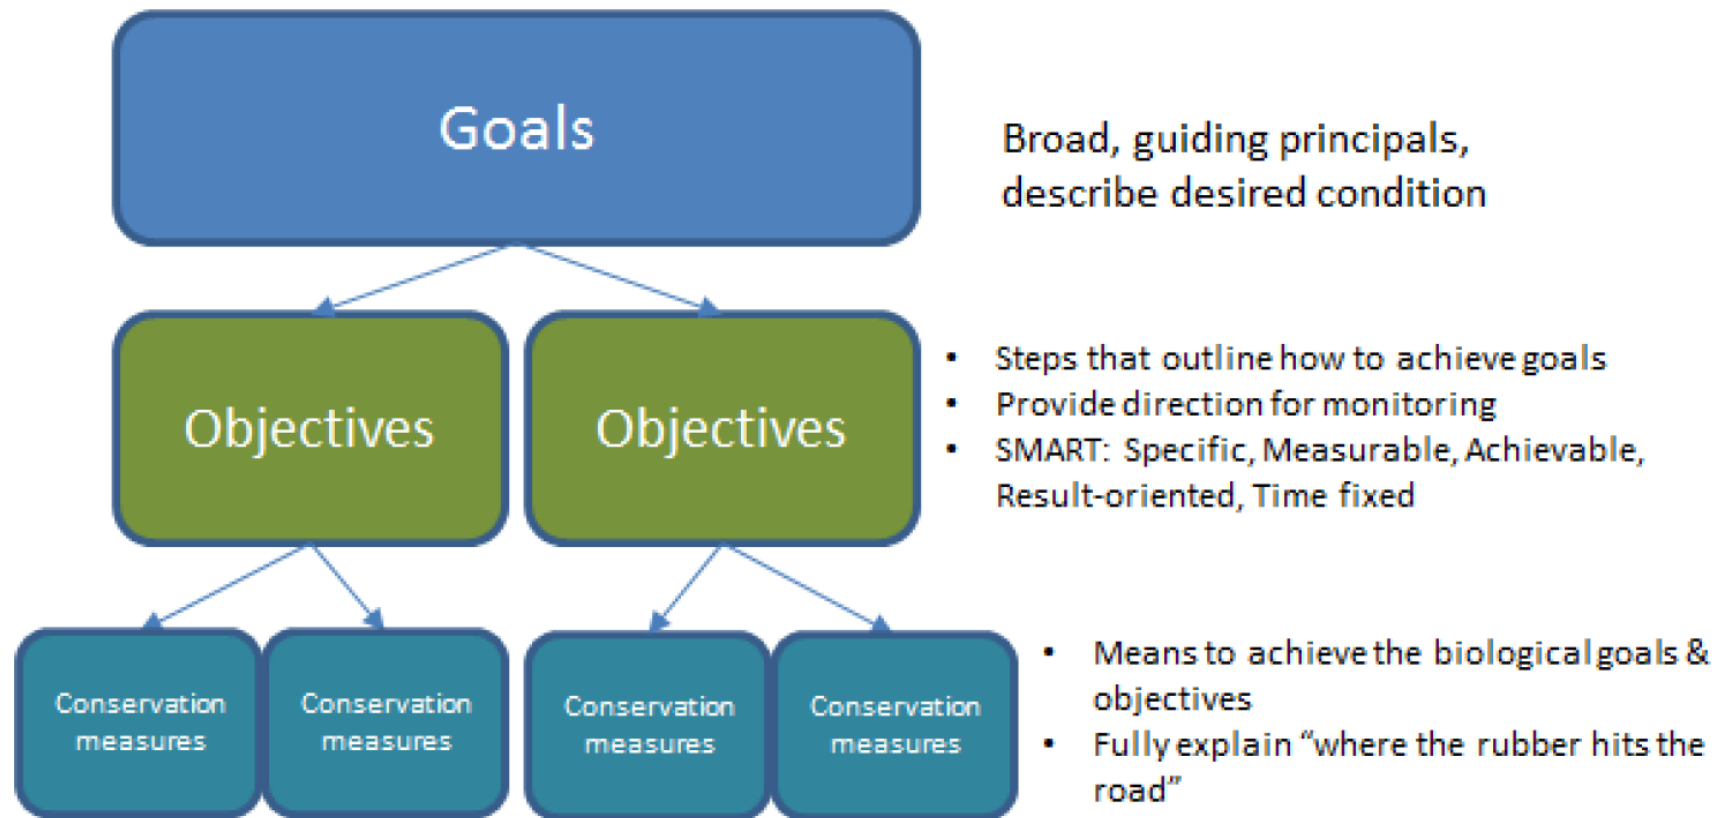 Goals
Broad, guiding principals,
describe desired condition
Objectives
Objectives
• Steps that outline how to achieve goals
• Provide direction for monitoring
• SMART: Specific, Measurable, Achievable,
Result-oriented, Time fixed
Conservation
measures
Conservation
measures
Conservation
measures
Conservation
measures
• Means to achieve the biological goals &
objectives
• Fully explain “where the rubber hits the
road”